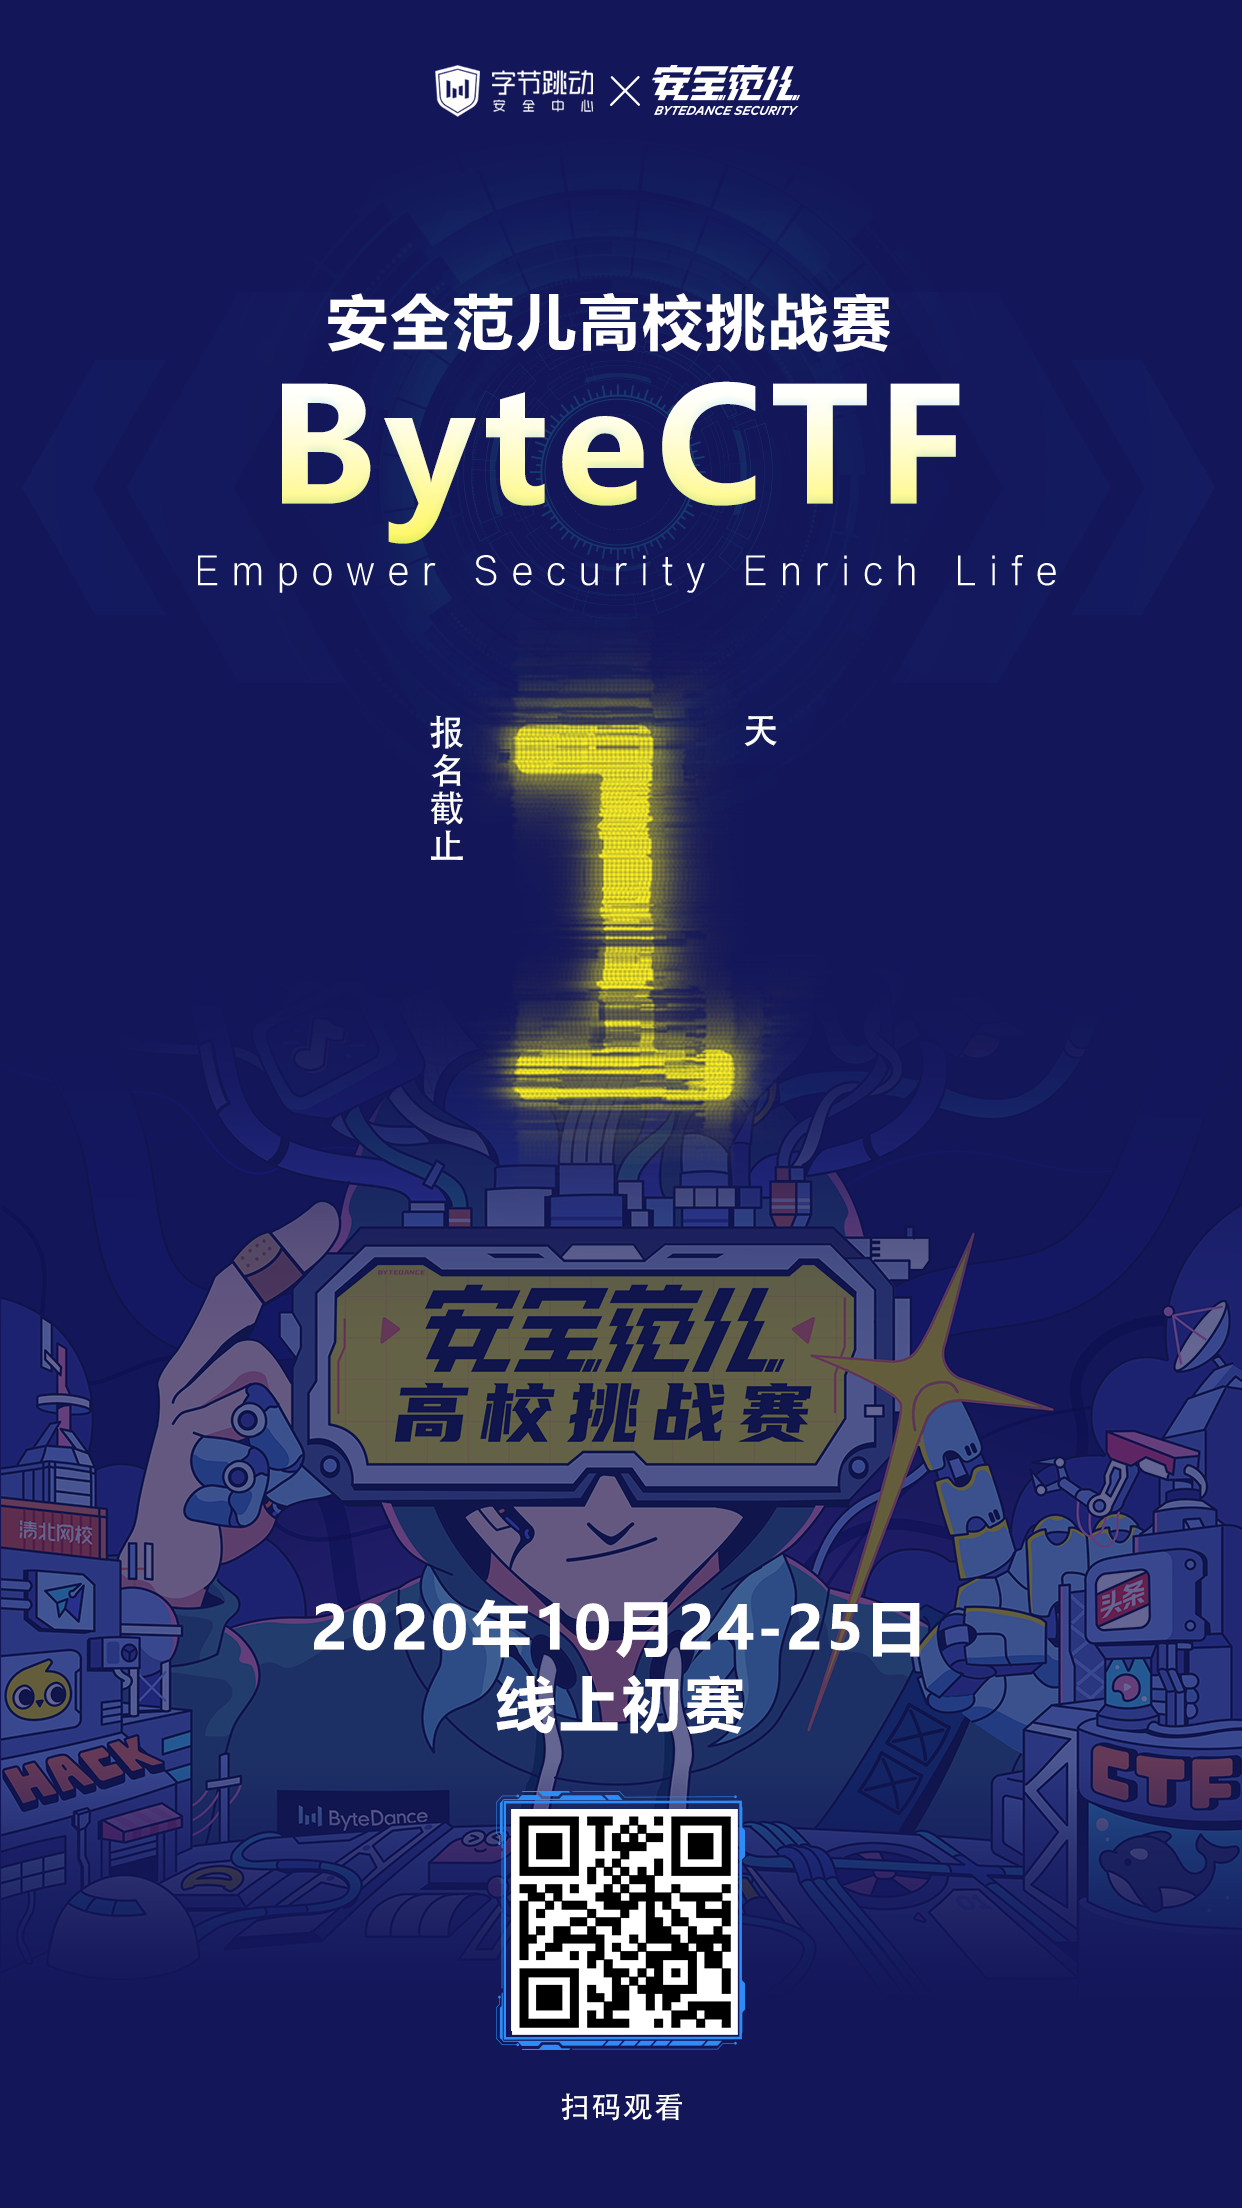 字节跳动
安全中心
安全范儿
BYTEDANCE SECURITY
安全范儿高校挑战赛
ByteCTF
Empower Security Enrich Life
报名截止
1
天
BYTEDANCE
安全范儿
高校挑战赛
清北网校
头条
2020年10月24-25日
线上初赛
HACK
CTF
ByteDance
扫码观看